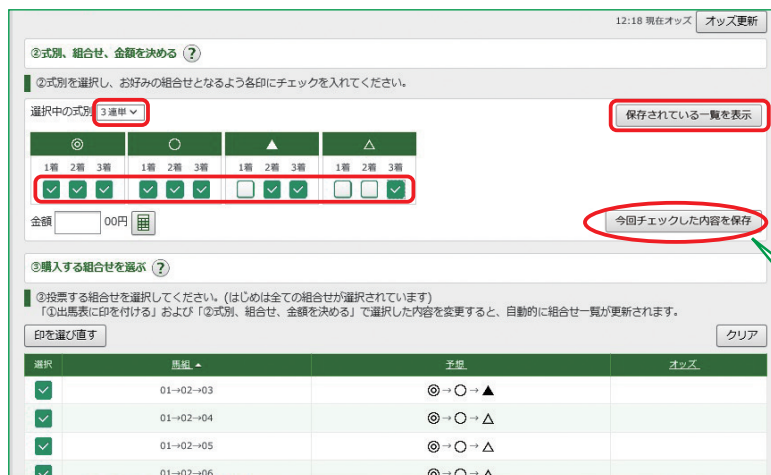 12:18 現在オッズ オッズ更新
②式別、組合せ、金額を決める ?
②式別を選択し、お好みの組合せとなるよう各印にチェックを入れてください。
選択中の式別 3連単 保存されている一覧を表示
◎ ○ ▲ △
1着 2着 3着 1着 2着 3着 1着 2着 3着 1着 2着 3着
金額 00円 今回チェックした内容を保存
③購入する組合せを選ぶ ?
③投票する組合せを選択してください。(はじめは全ての組合せが選択されています)
「①出馬表に印を付ける」および「②式別、組合せ、金額を決める」で選択した内容を変更すると、自動的に組合せ一覧が更新されます。
印を選び直す クリア
選択 馬組▲ 予想 オッズ
01→02→03 ◎→○→▲
01→02→04 ◎→○→△
01→02→05 ◎→○→△
01→02→06 ◎→○→△